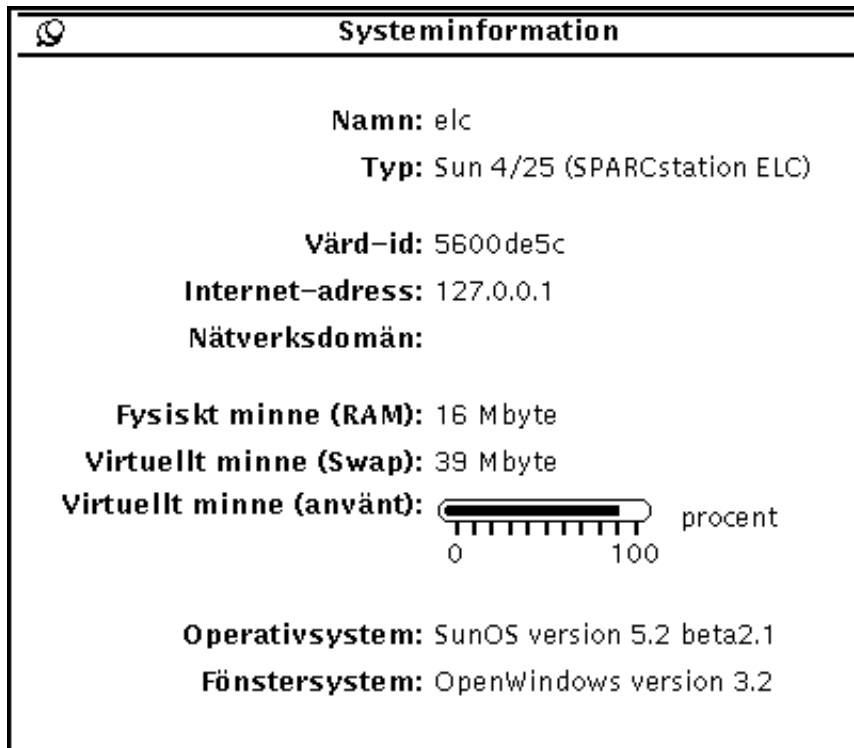 Systeminformation
Namn: elc
Typ: Sun 4/25 (SPARCstation ELC)
Värd-id: 5600de5c
Internet-adress: 127.0.0.1
Nätverksdomän:
Fysiskt minne (RAM): 16 Mbyte
Virtuellt minne (Swap): 39 Mbyte
Virtuellt minne (använt): procent
0 100
Operativsystem: SunOS version 5.2 beta2.1
Fönstersystem: OpenWindows version 3.2